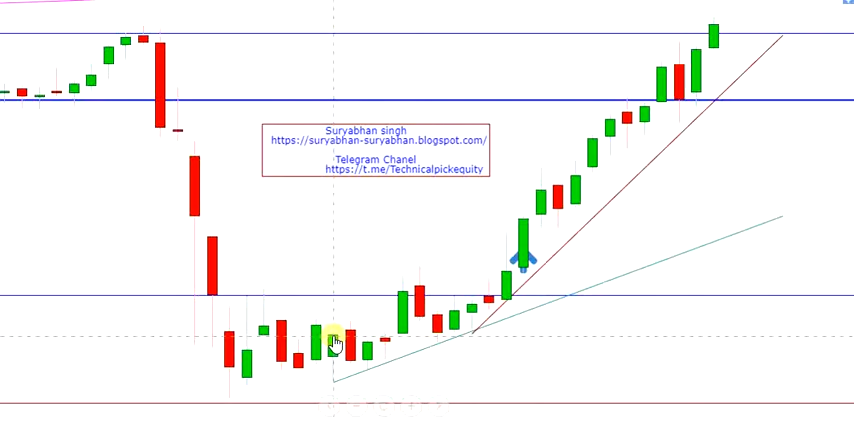 Suryabhan singh
https://suryabhan-suryabhan.blogspot.com/
Telegram Chanel
https://t.me/Technicalpickequity